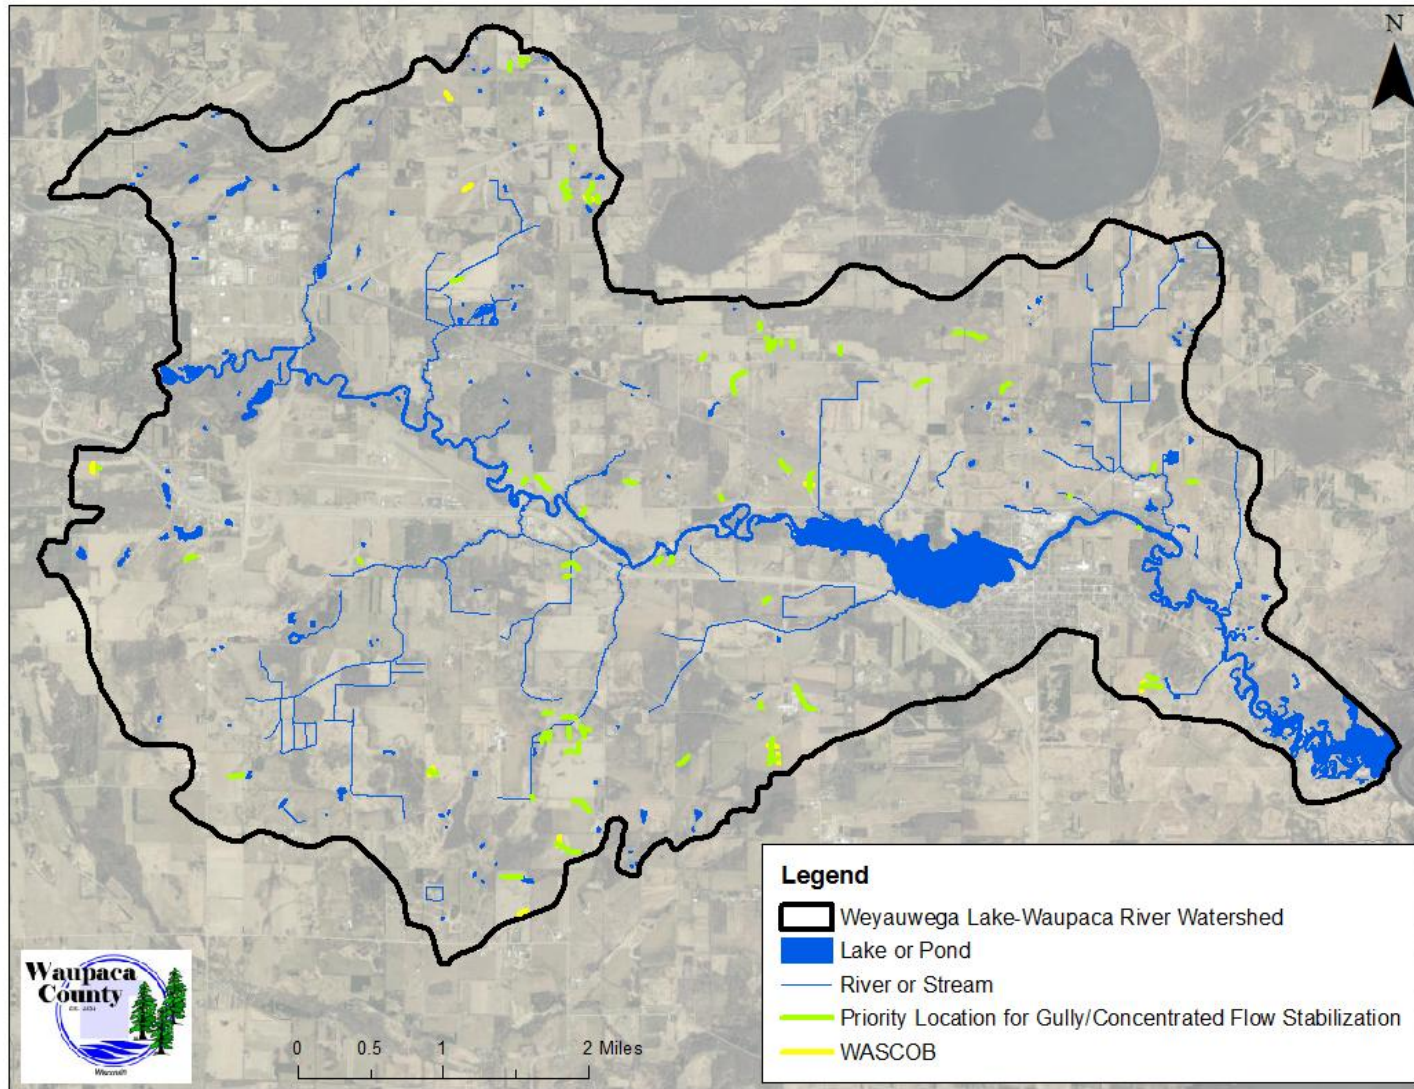 N
Legend
Weyauwega Lake-Waupaca River Watershed
Lake or Pond
River or Stream
Priority Location for Gully/Concentrated Flow Stabilization
WASCOB
Waupaca
County
Wisconsin
0 0.5 1 2 Miles